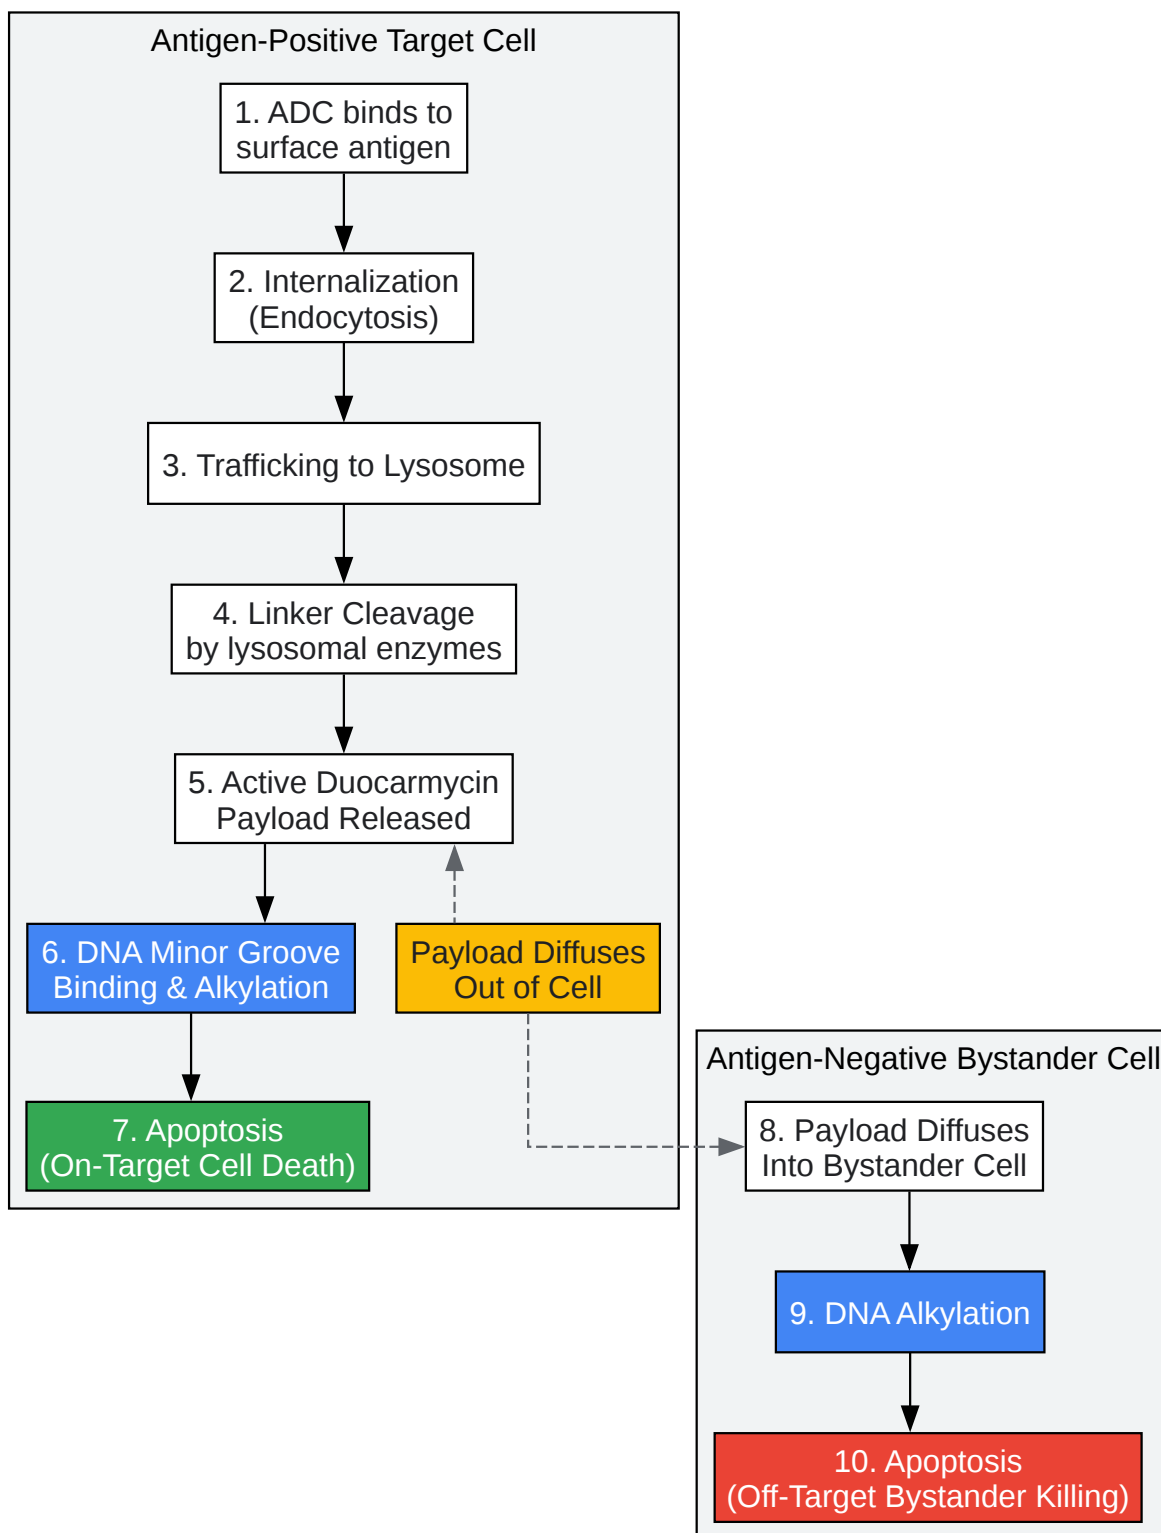 Antigen-Positive Target Cell
1. ADC binds to
surface antigen
2. Internalization
(Endocytosis)
3. Trafficking to Lysosome
4. Linker Cleavage
by lysosomal enzymes
5. Active Duocarmycin
Payload Released
6. DNA Minor Groove
Binding & Alkylation
Payload Diffuses
Out of Cell
7. Apoptosis
(On-Target Cell Death)
Antigen-Negative Bystander Cell
8. Payload Diffuses
Into Bystander Cell
9. DNA Alkylation
10. Apoptosis
(Off-Target Bystander Killing)